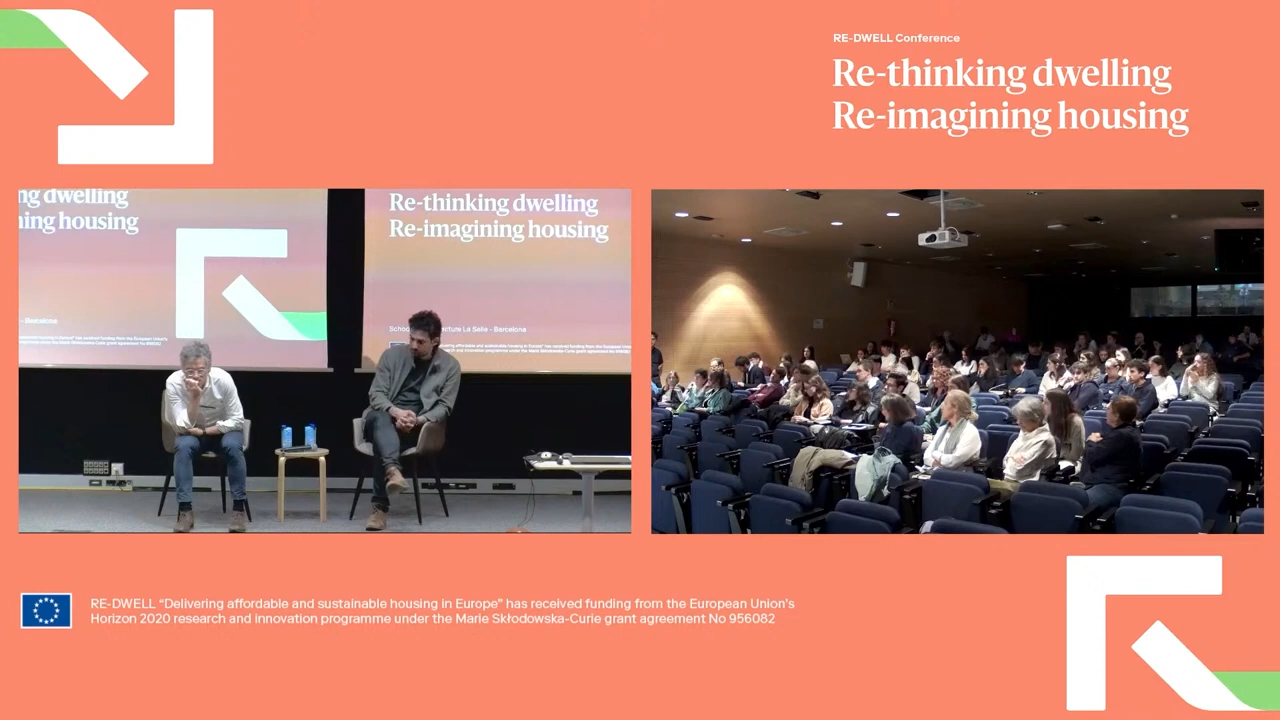 RE-DWELL Conference
Re-thinking dwelling
Re-imagining housing
ng dwelling
ning housing
Re-thinking dwelling
Re-imagining housing
- Barcelona
La Salle - Barcelona
RE-DWELL “Delivering affordable and sustainable housing in Europe” has received funding from the European Union's
Horizon 2020 research and innovation programme under the Marie Skłodowska-Curie grant agreement No 956082